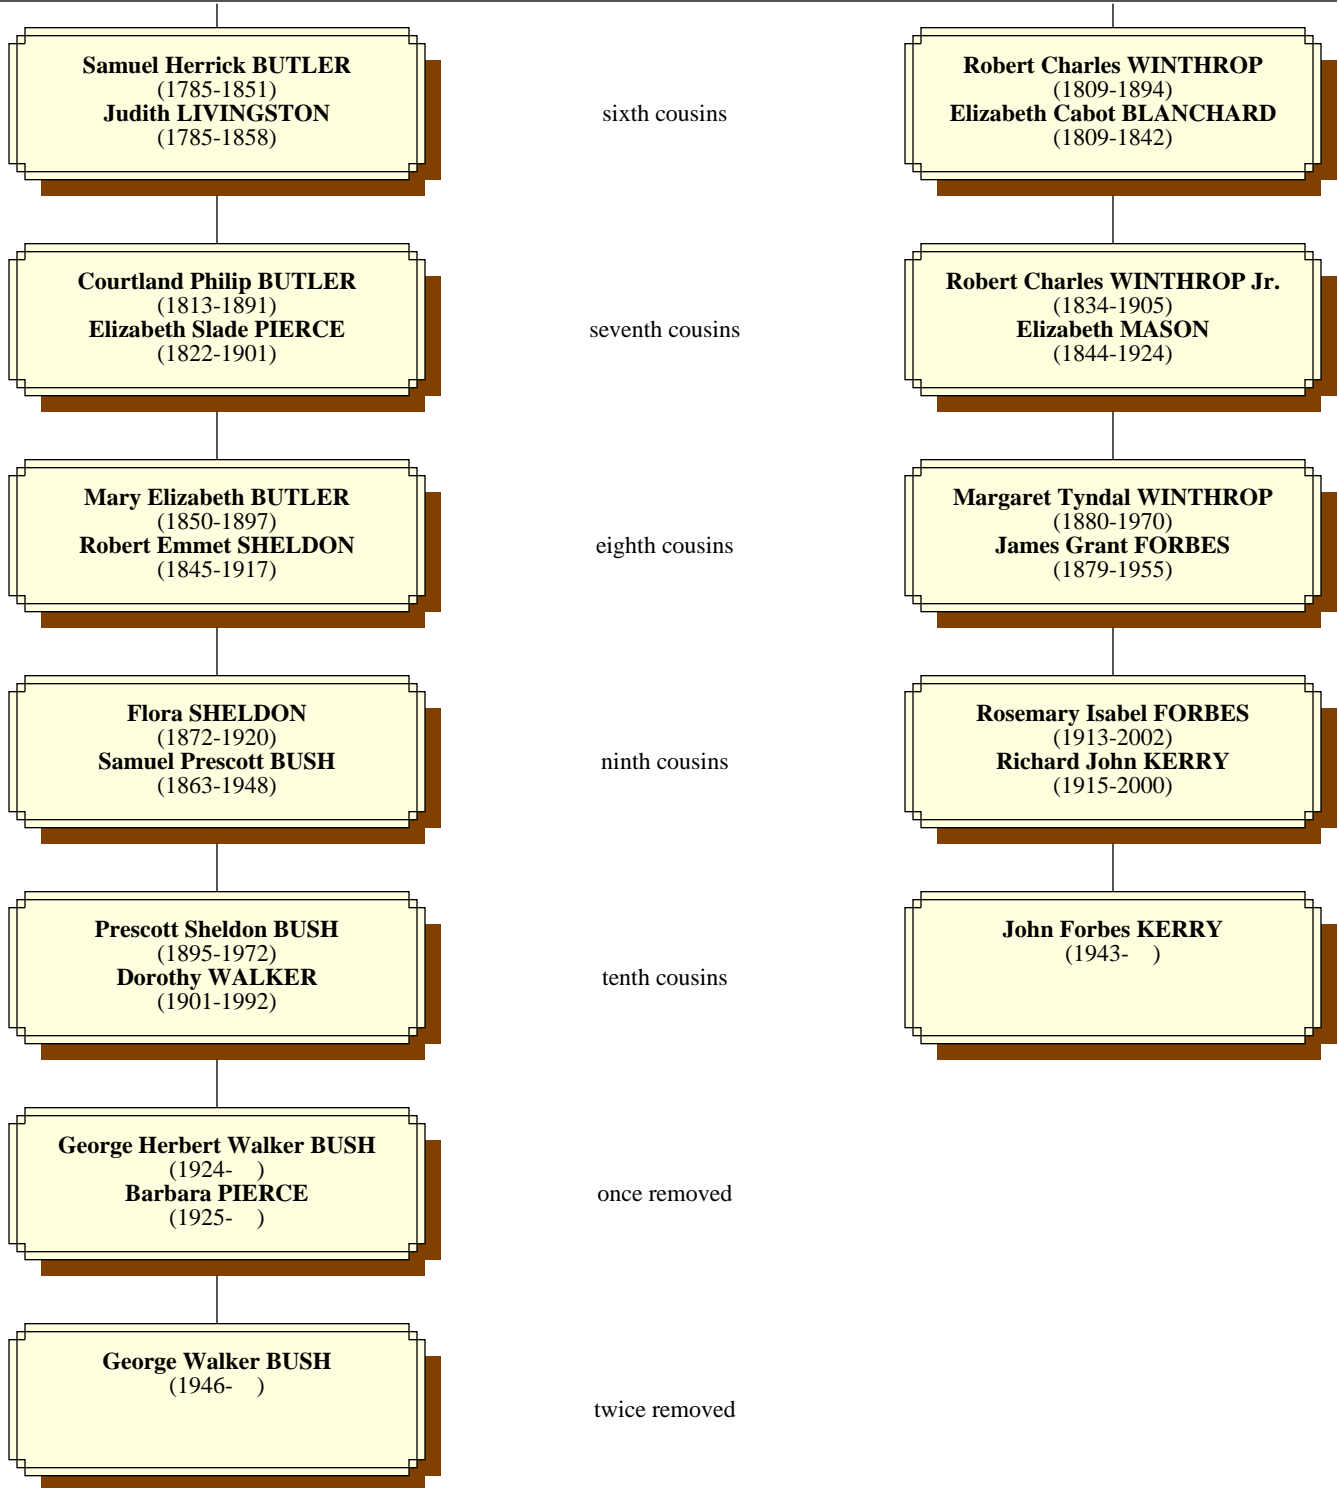 Samuel Herrick BUTLER
(1785-1851)
Judith LIVINGSTON
(1785-1858)
sixth cousins
Robert Charles WINTHROP
(1809-1894)
Elizabeth Cabot BLANCHARD
(1809-1842)
Courtland Philip BUTLER
(1813-1891)
Elizabeth Slade PIERCE
(1822-1901)
seventh cousins
Robert Charles WINTHROP Jr.
(1834-1905)
Elizabeth MASON
(1844-1924)
Mary Elizabeth BUTLER
(1850-1897)
Robert Emmet SHELDON
(1845-1917)
eighth cousins
Margaret Tyndal WINTHROP
(1880-1970)
James Grant FORBES
(1879-1955)
Flora SHELDON
(1872-1920)
Samuel Prescott BUSH
(1863-1948)
ninth cousins
Rosemary Isabel FORBES
(1913-2002)
Richard John KERRY
(1915-2000)
Prescott Sheldon BUSH
(1895-1972)
Dorothy WALKER
(1901-1992)
tenth cousins
John Forbes KERRY
(1943-    )
George Herbert Walker BUSH
(1924-    )
Barbara PIERCE
(1925-    )
once removed
George Walker BUSH
(1946-    )
twice removed